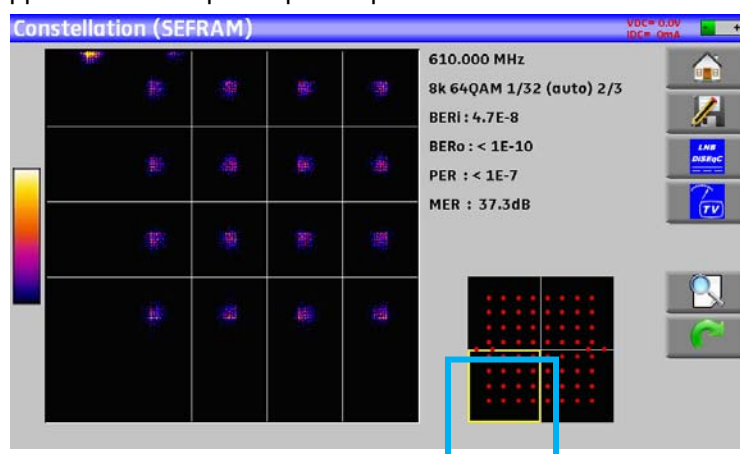 Constellation (SEFRAM)
VDC= 0.0V
IDC= 0mA
610.000 MHz
8k 64QAM 1/32 (auto) 2/3
BERi : 4.7E-8
BERo : < 1E-10
PER : < 1E-7
MER : 37.3dB
LNB
DiSEqC
TV